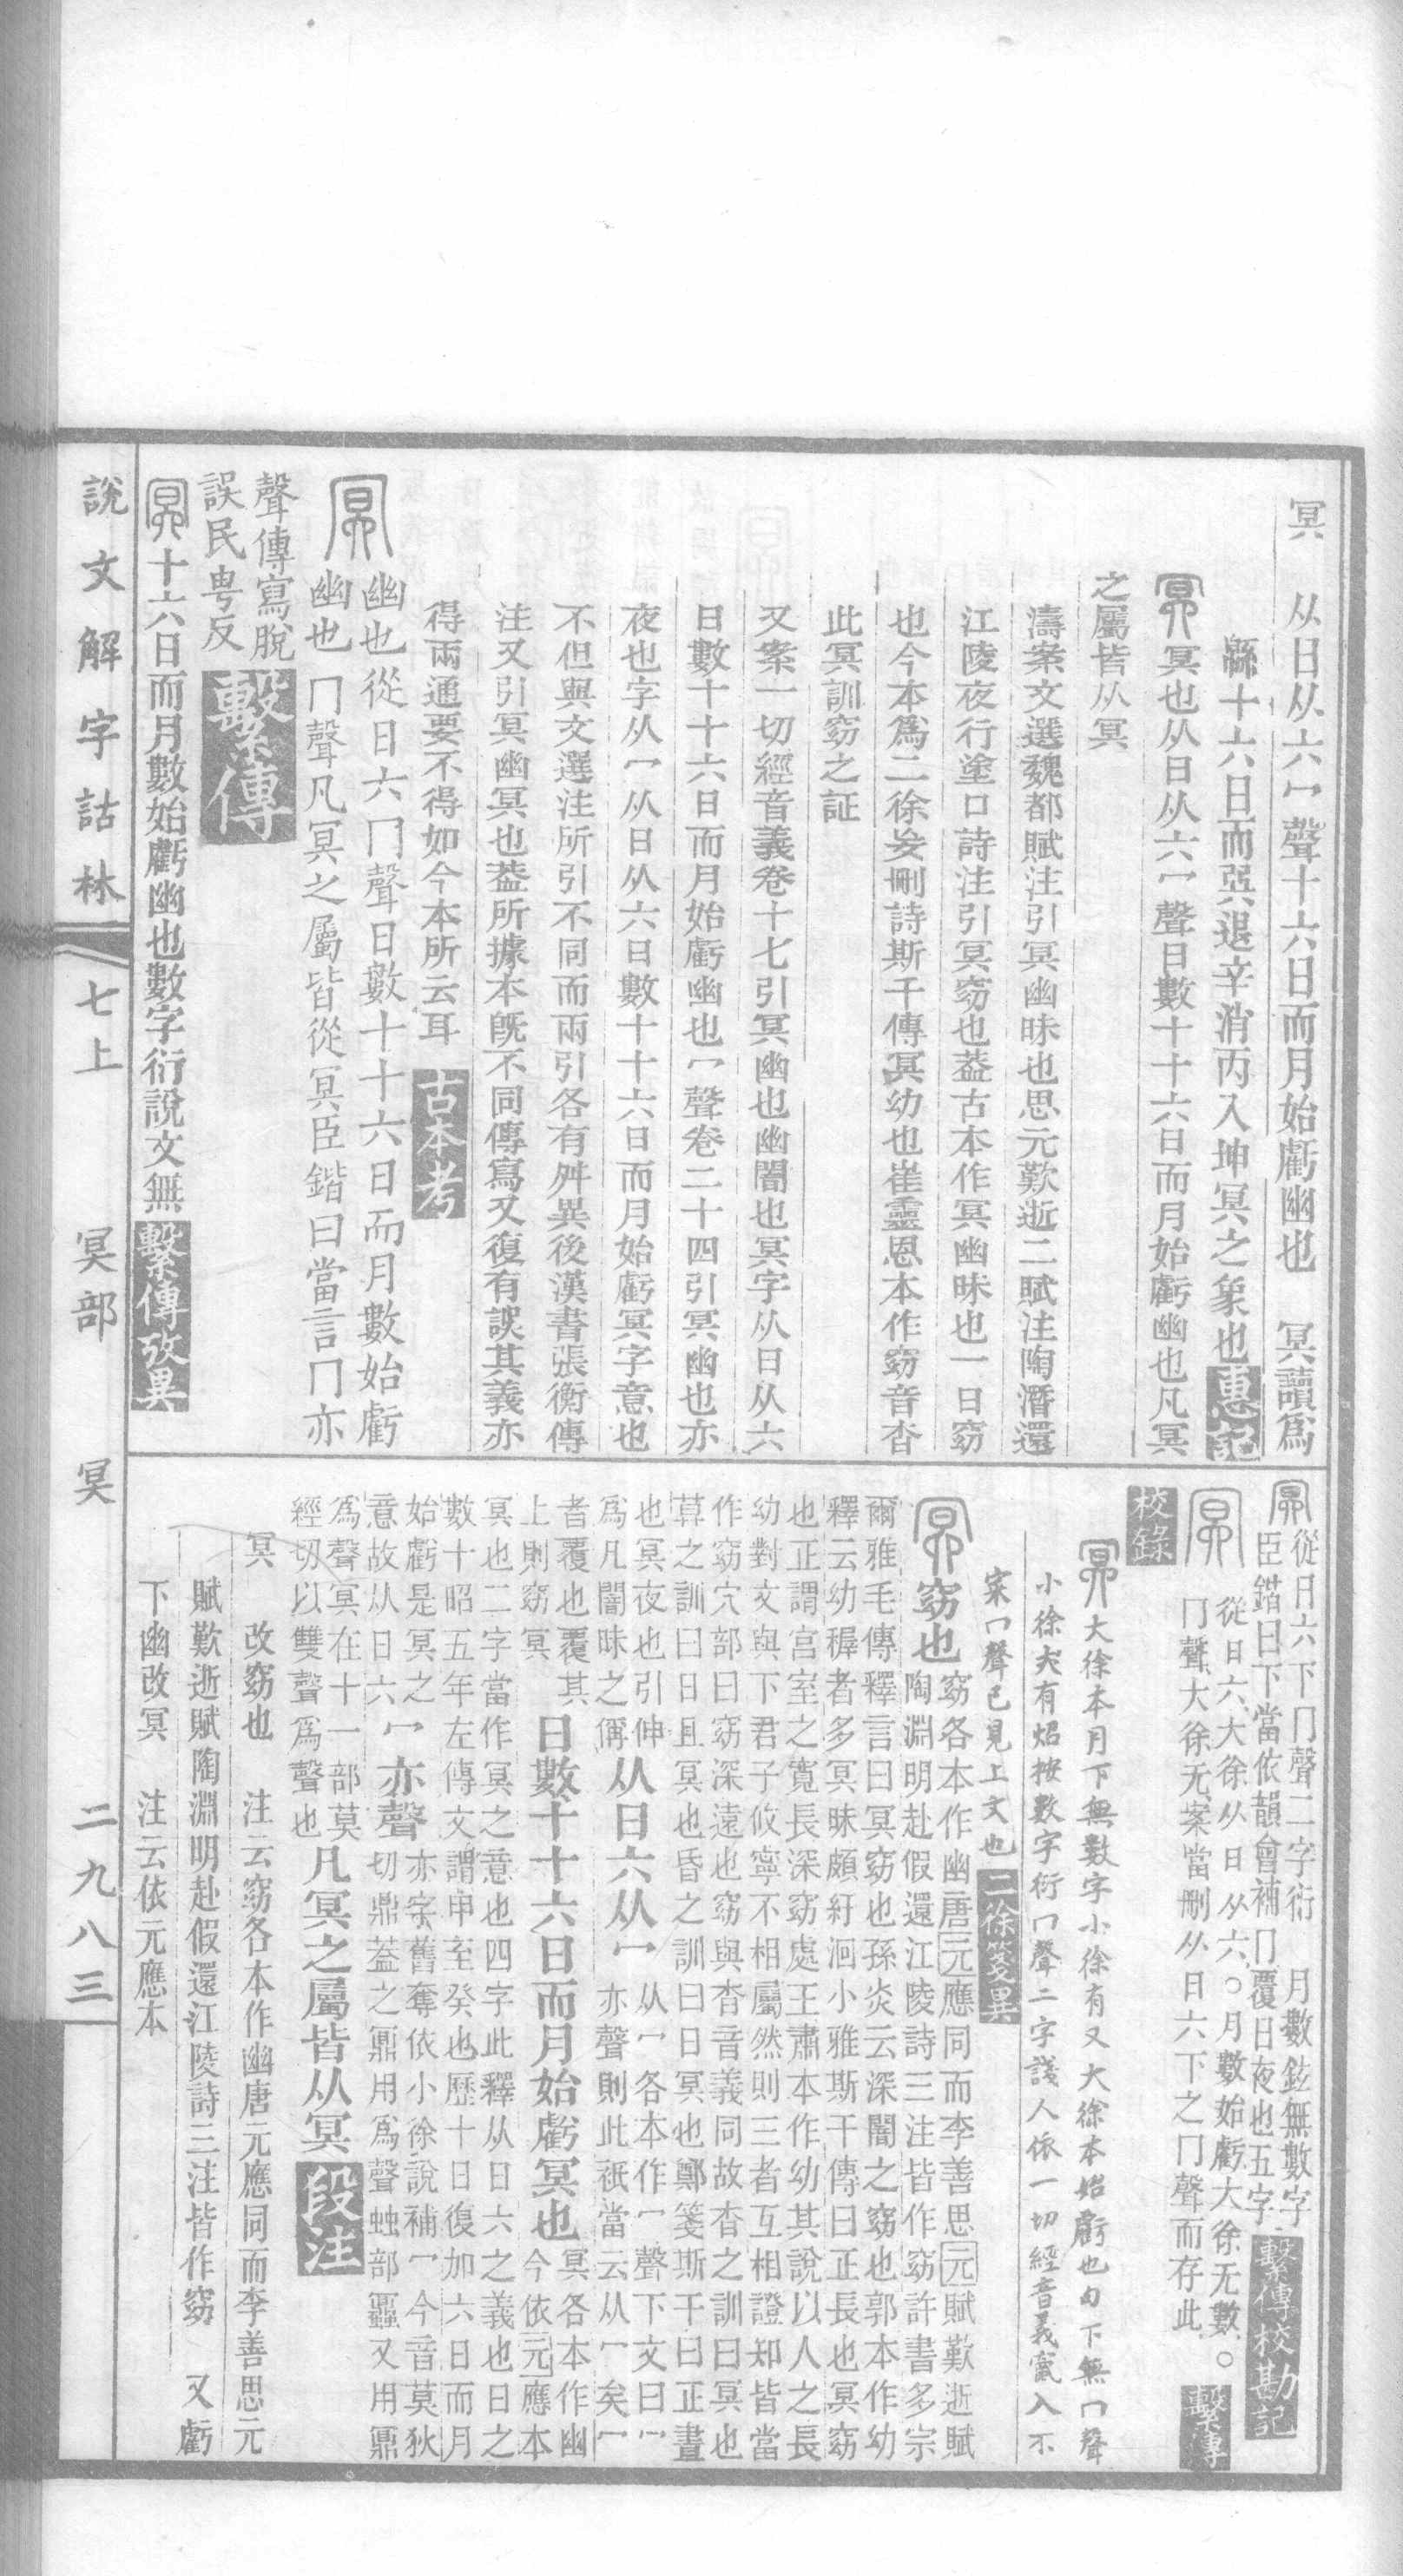 冥　从日从六冖聲十六日而月始虧幽也　冥讀爲
緜十六日旦而巽退辛消丙入坤冥之象也惠記
冥也从日从六冖聲日數十十六日而月始虧幽也凡冥
之屬皆从冥
濤案文選魏都賦注引冥幽昧也思元歎逝二賦注陶潛還
江陵夜行塗口詩注引冥窈也葢古本作冥幽昧也一曰窈
也今本爲二徐妄刪詩斯干傳冥幼也崔靈恩本作窈音杳
此冥訓窈之証
又案一切經音義卷十七引冥幽也幽闇也冥字从日从六
日數十十六日而月始虧幽也冖聲卷二十四引冥幽也亦
夜也字从冖从日从六日數十十六日而月始虧冥字意也
不但與文選注所引不同而兩引各有舛異後漢書張衡傳
注又引冥幽冥也葢所據本旣不同傳寫又復有誤其義亦
得兩通要不得如今本所云耳　古本考
幽也從日六冂聲日數十十六日而月數始虧
幽也冂聲凡冥之屬皆從冥臣鍇曰當言冂亦
聲傳寫脫
誤民粵反　繫傳
十六日而月數始虧幽也數字衍說文無　繫傳攷異
從日六下冂聲二字衍　月數鉉無數字
臣鍇曰下當依韻會補冂覆日夜也五字　繫傳校勘記
從日六大徐从日从六○月數始虧大徐无數○
冂聲大徐无案當刪从日六下之冂聲而存此　繫傳
校錄
大徐本月下無數字小徐有又大徐本始虧也句下無冂聲
小徐有炤按數字衍冂聲二字諓人依一切經音義竄入不
宷冂聲已見上文也　二徐箋異
窈也
窈各本作幽唐元應同而李善思元賦歎逝賦
陶淵明赴假還江陵詩三注皆作窈許書多宗
爾雅毛傳釋言曰冥窈也孫炎云深闇之窈也郭本作幼
釋云幼稺者多冥昧頗紆洄小雅斯干傳曰正長也冥窈
也正謂宮室之寬長深窈處王肅本作幼其說以人之長
幼對文與下君子攸寧不相屬然則三者互相證知皆當
作窈穴部曰窈深遠也窈與杳音義同故杳之訓曰冥也
莫之訓曰日且冥也昏之訓曰日冥也鄭箋斯干曰正晝
也冥夜也引伸
爲凡闇昧之稱
从日六从冖
从冖各本作冖聲下文曰冖
亦聲則此衹當云从冖矣冖
者覆也覆其
上則窈冥
日數十十六日而月始虧冥也
冥各本作幽
今依元應本
冥也二字當作冥之意也四字此釋从日六之義也日之
數十昭五年左傳文謂甲至癸也歷十日復加六日而月
始虧是冥之
意故从日六
冖亦聲
亦字舊奪依小徐說補冖今音莫狄
切鼎蓋之鼏用爲聲䖵部𧖅又用鼏
爲聲冥在十一部莫
經切以雙聲爲聲也
凡冥之屬皆从冥　段注
冥　改窈也　注云窈各本作幽唐元應同而李善思元
賦歎逝賦陶淵明赴假還江陵詩三注皆作窈　又虧
下幽改冥　注云依元應本
說文解字詁林　七上　冥部　冥　二九八三